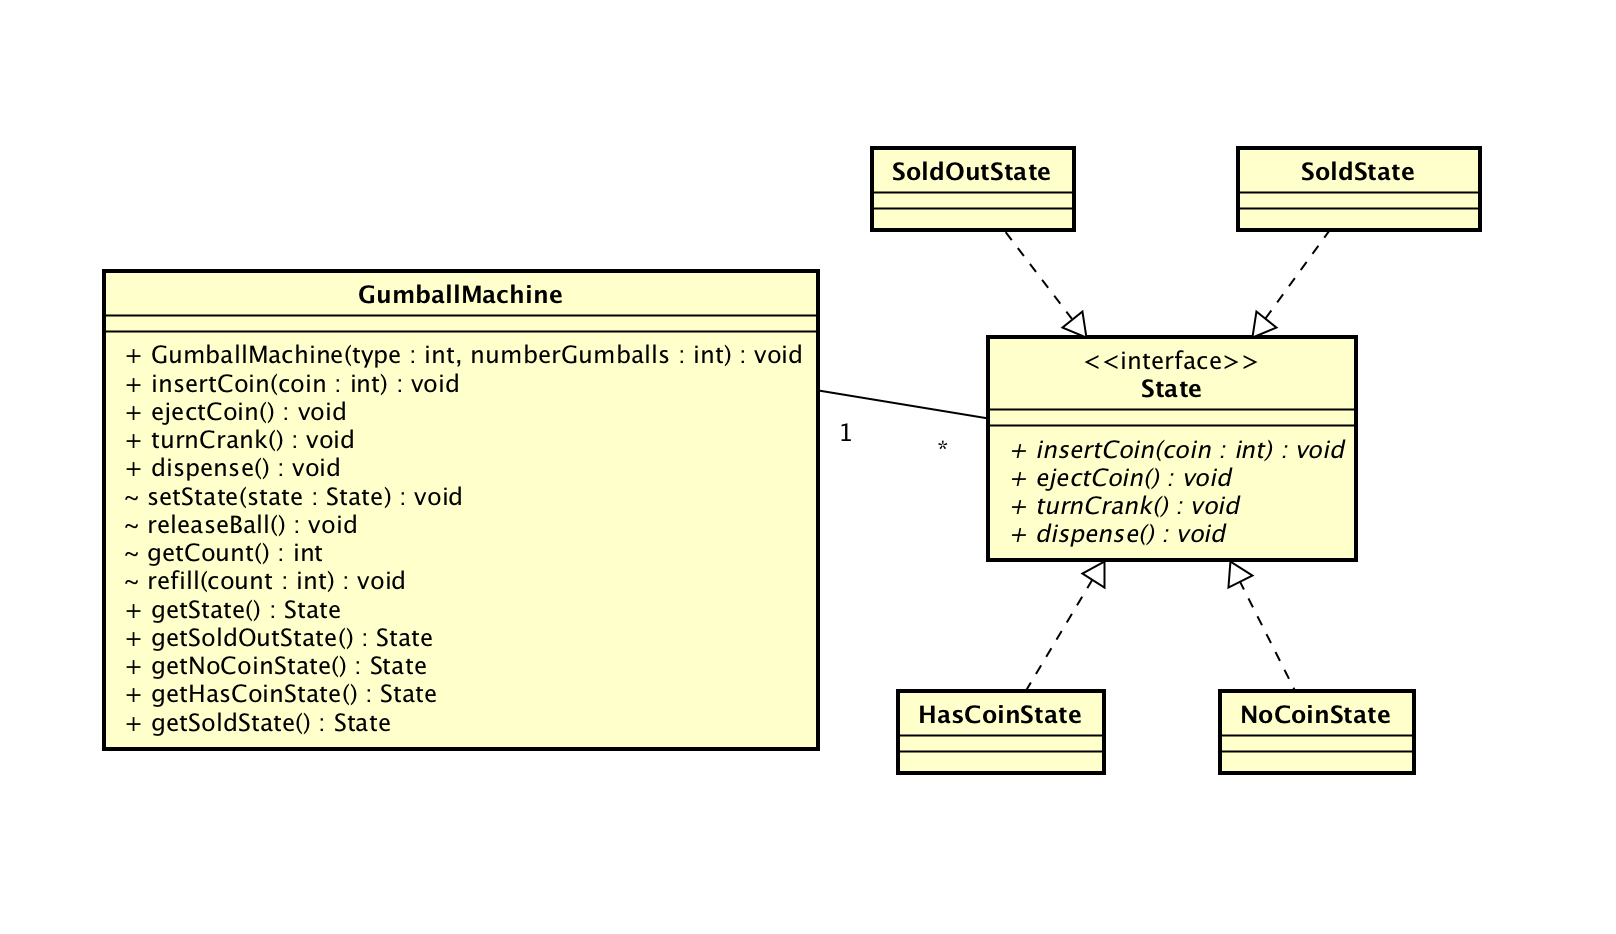 SoldOutState
SoldState
GumballMachine
+ GumballMachine(type : int, numberGumballs : int) : void
+ insertCoin(coin : int) : void
+ ejectCoin() : void
+ turnCrank() : void
+ dispense() : void
~ setState(state : State) : void
~ releaseBall() : void
~ getCount() : int
~ refill(count : int) : void
+ getState() : State
+ getSoldOutState() : State
+ getNoCoinState() : State
+ getHasCoinState() : State
+ getSoldState() : State
1
*
<<interface>>
State
+ insertCoin(coin : int) : void
+ ejectCoin() : void
+ turnCrank() : void
+ dispense() : void
HasCoinState
NoCoinState